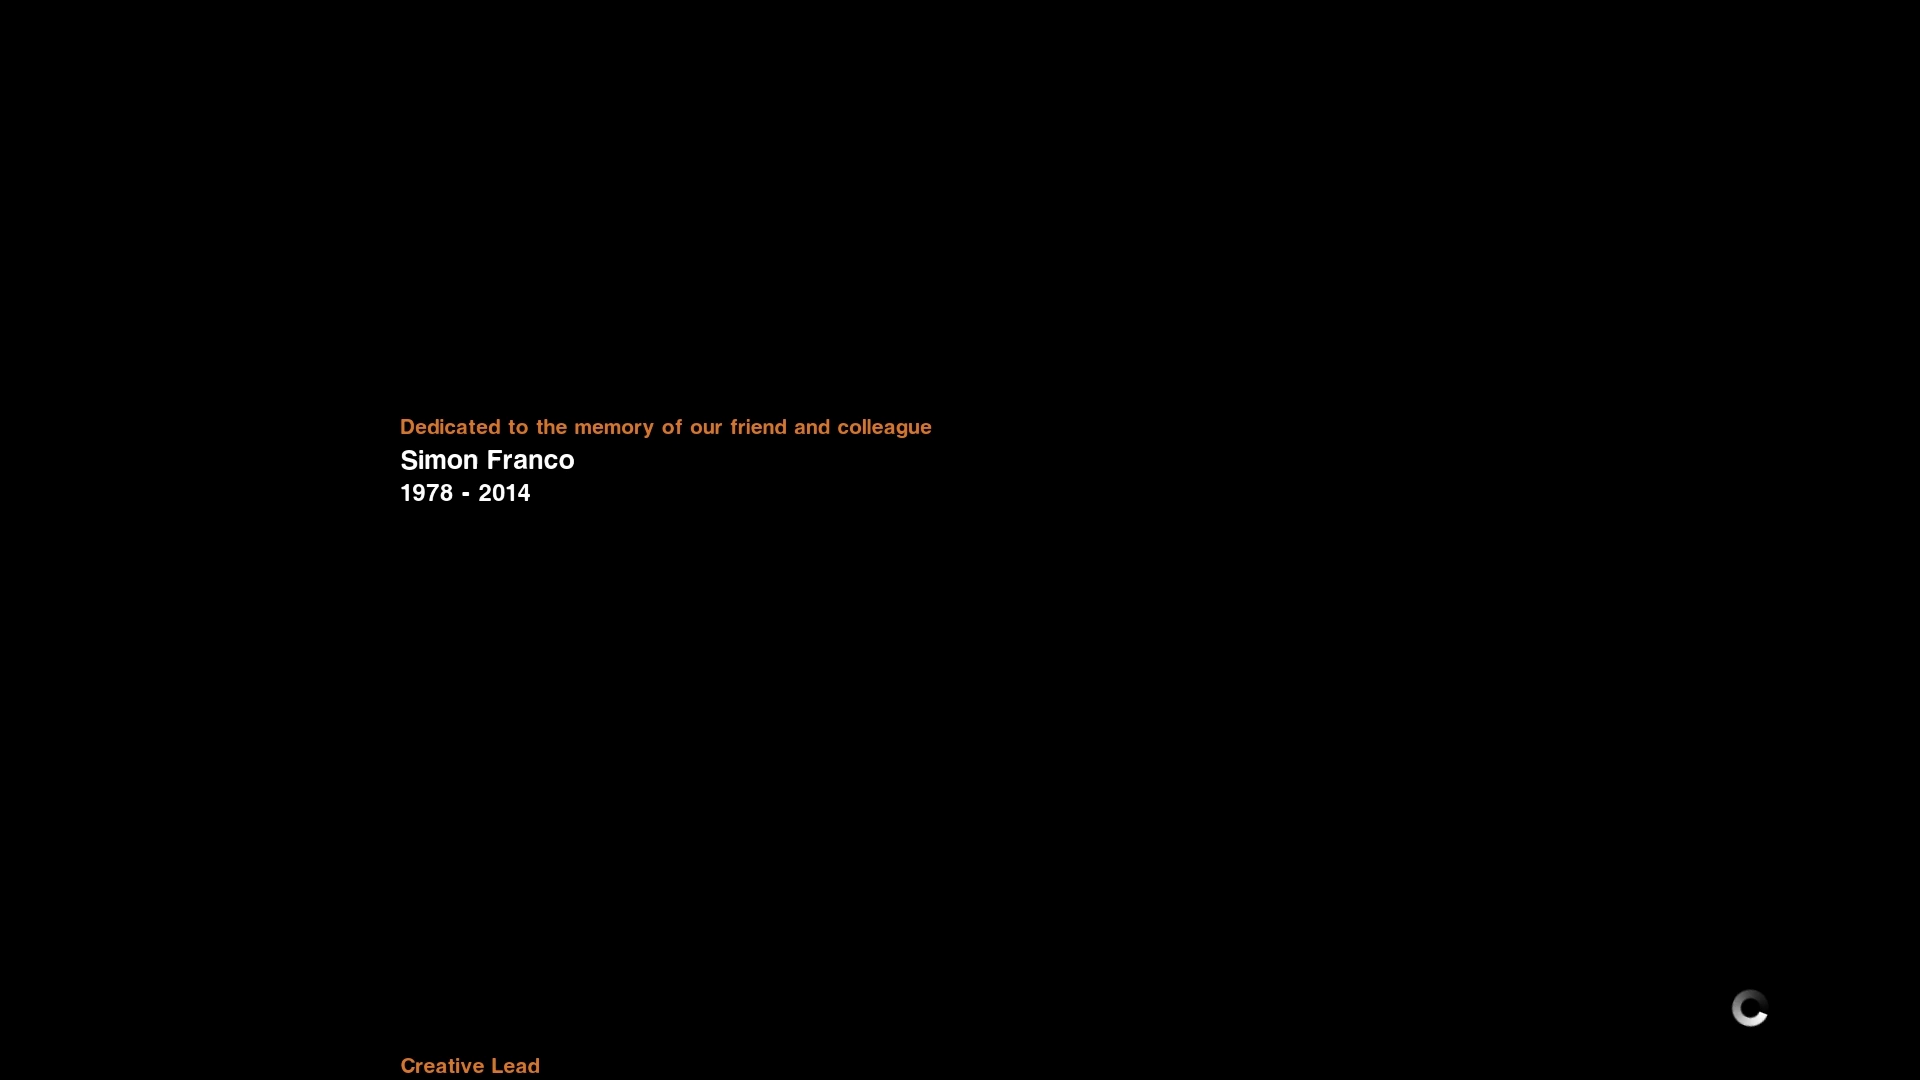 Dedicated to the memory of our friend and colleague
Simon Franco
1978 - 2014
Creative Lead